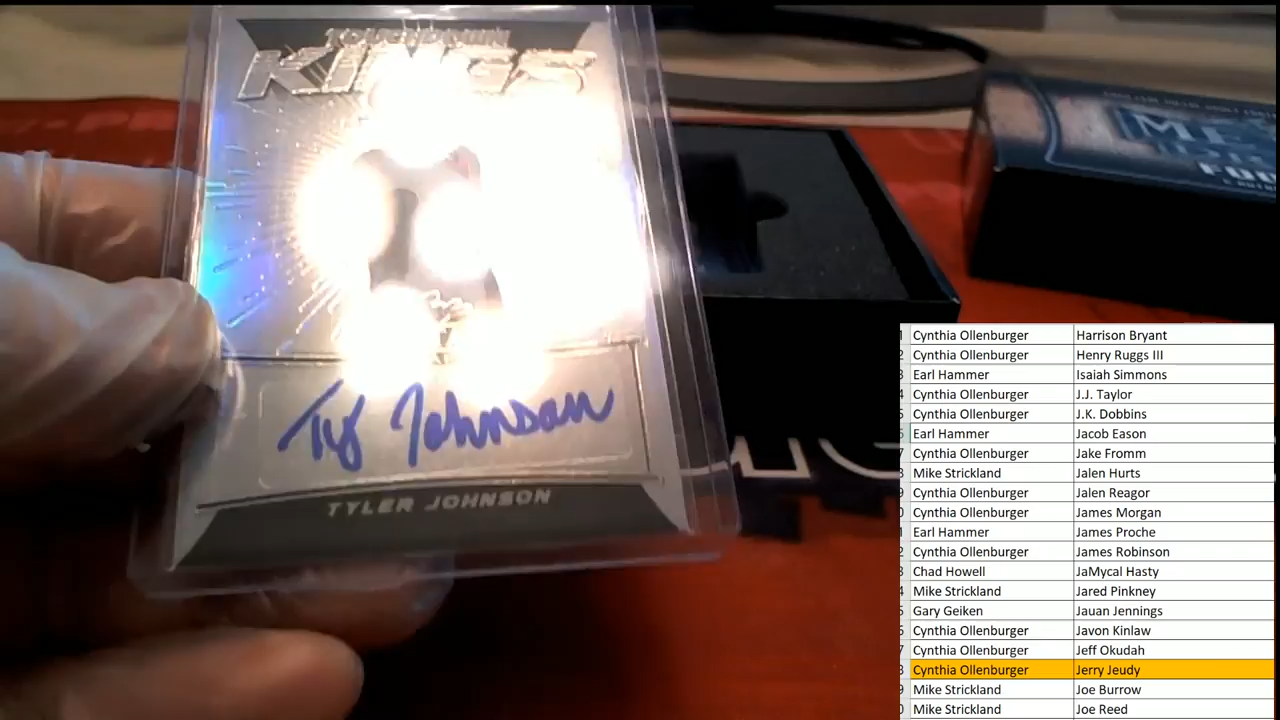 TOUCHDOWN
KINGS
Ty Johnson
TYLER JOHNSON
Cynthia Ollenburger Harrison Bryant
Cynthia Ollenburger Henry Ruggs III
Earl Hammer Isaiah Simmons
Cynthia Ollenburger J.J. Taylor
Cynthia Ollenburger J.K. Dobbins
Earl Hammer Jacob Eason
Cynthia Ollenburger Jake Fromm
Mike Strickland Jalen Hurts
Cynthia Ollenburger Jalen Reagor
Cynthia Ollenburger James Morgan
Earl Hammer James Proche
Cynthia Ollenburger James Robinson
Chad Howell JaMycal Hasty
Mike Strickland Jared Pinkney
Gary Geiken Jauan Jennings
Cynthia Ollenburger Javon Kinlaw
Cynthia Ollenburger Jeff Okudah
Cynthia Ollenburger Jerry Jeudy
Mike Strickland Joe Burrow
Mike Strickland Joe Reed